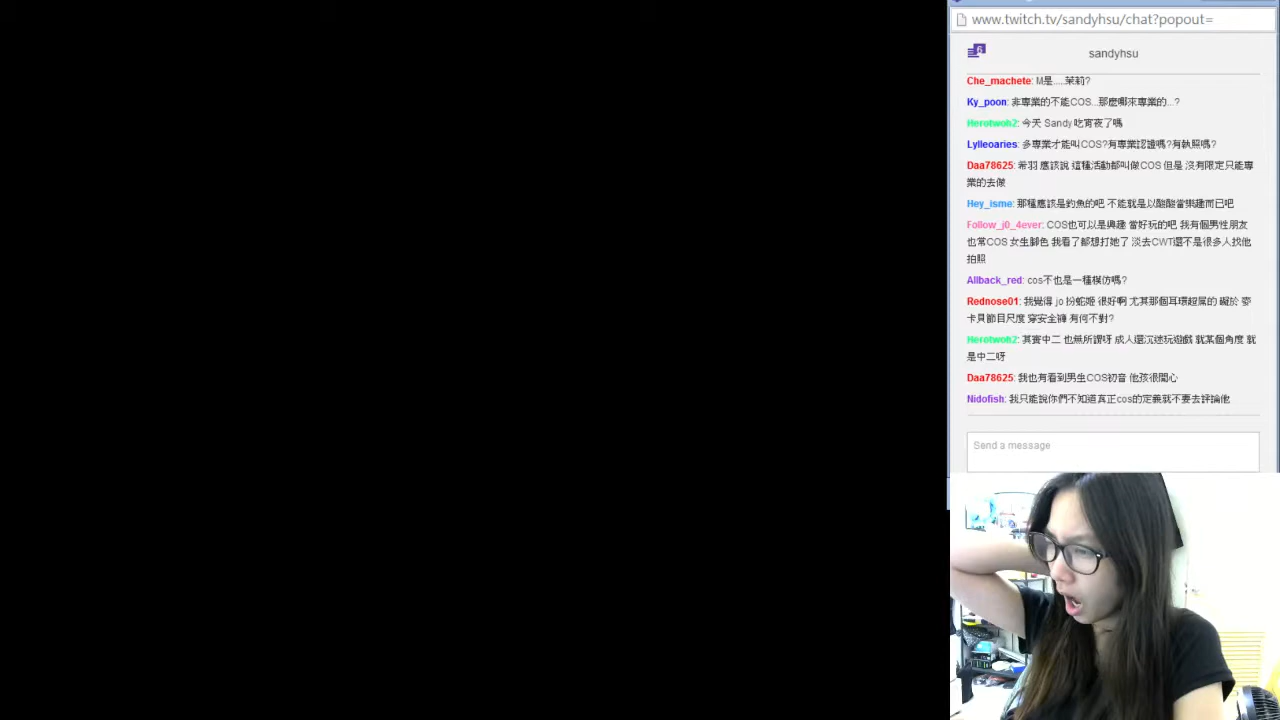 www.twitch.tv/sandyhsu/chat?popout=
6
sandyhsu
Che_machete: M是.....茉莉?
Ky_poon: 非專業的不能COS...那麼哪來專業的...?
Herotwoh2: 今天 Sandy 吃宵夜了嗎
Lylleoaries: 多專業才能叫COS?有專業認證嗎?有執照嗎?
Daa78625: 希羽 應該說 這種活動都叫做COS 但是 沒有限定只能專
業的去做
Hey_isme: 那種應該是釣魚的吧 不能就是以酸酸當樂趣而已吧
Follow_j0_4ever: COS也可以是興趣 當好玩的吧 我有個男性朋友
也常COS 女生腳色 我看了都想打她了 淡去CWT還不是很多人找他
拍照
Allback_red: cos不也是一種模仿嗎?
Rednose01: 我覺得 jo 扮蛇姬 很好啊 尤其那個耳環超屌的 礙於 麥
卡貝節目尺度 穿安全褲 有何不對?
Herotwoh2: 其實中二 也無所謂呀 成人還沉迷玩遊戲 就某個角度 就
是中二呀
Daa78625: 我也有看到男生COS初音 他孩很開心
Nidofish: 我只能說你們不知道真正cos的定義就不要去評論他
Send a message